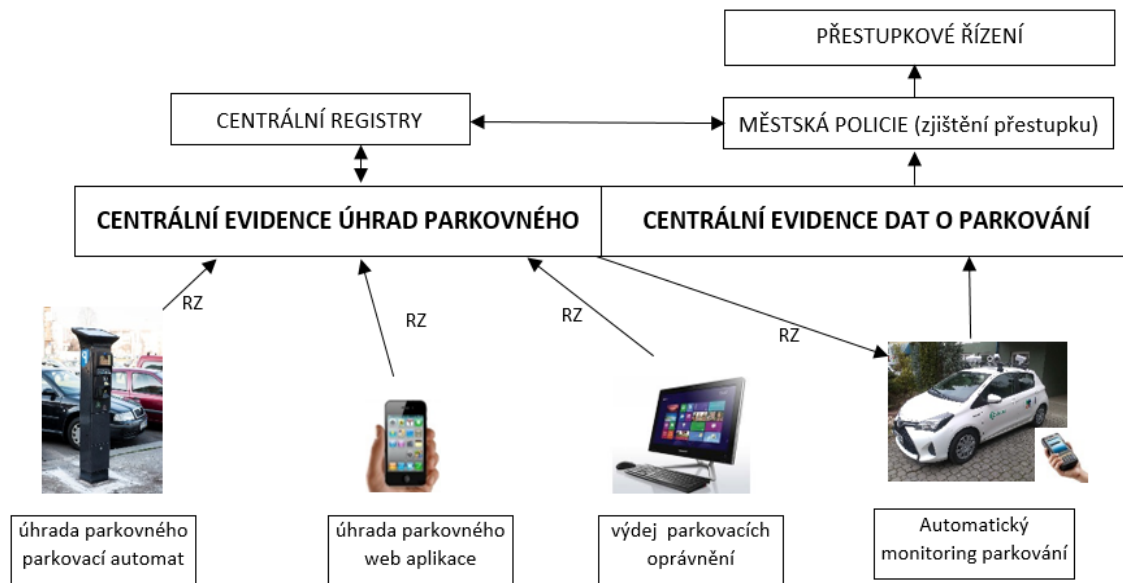 PŘESTUPKOVÉ ŘÍZENÍ
CENTRÁLNÍ REGISTRY
MĚSTSKÁ POLICIE (zjištění přestupku)
CENTRÁLNÍ EVIDENCE ÚHRAD PARKOVNÉHO
CENTRÁLNÍ EVIDENCE DAT O PARKOVÁNÍ
RZ
RZ
RZ
RZ
úhrada parkovného
parkovací automat
úhrada parkovného
web aplikace
výdej parkovacích
oprávnění
Automatický
monitoring parkování